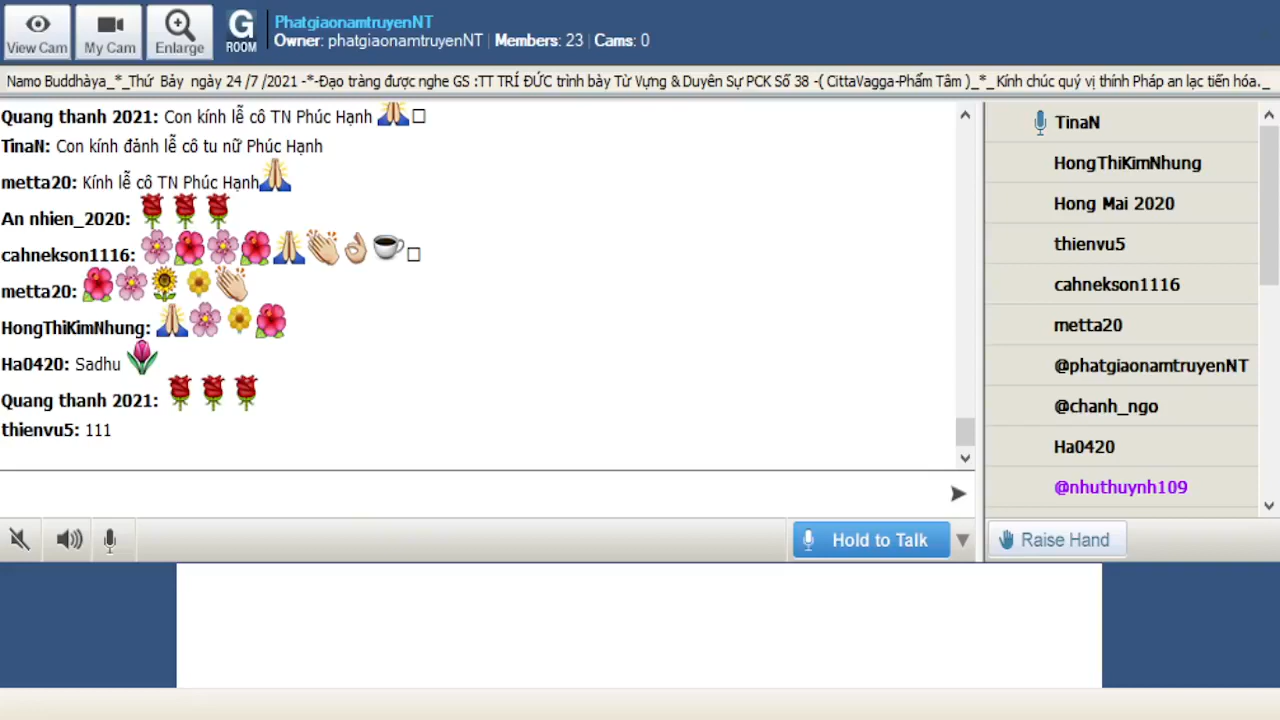 View Cam
My Cam
Enlarge
G
ROOM
PhatgiaonamtruyenNT
Owner: phatgiaonamtruyenNT | Members: 23 | Cams: 0
Namo Buddhàya_*_Thứ Bảy ngày 24 /7 /2021 -*-Đạo tràng được nghe GS :TT TRÍ ĐỨC trình bày Từ Vựng & Duyên Sự PCK Số 38 -( CittaVagga-Phẩm Tâm )_*_ Kính chúc quý vị thính Pháp an lạc tiến hóa._
Quang thanh 2021: Con kính lễ cô TN Phúc Hạnh
TinaN: Con kính đảnh lễ cô tu nữ Phúc Hạnh
metta20: Kính lễ cô TN Phúc Hạnh
An nhien_2020:
cahnekson1116:
metta20:
HongThiKimNhung:
Ha0420: Sadhu
Quang thanh 2021:
thienvu5: 111
TinaN
HongThiKimNhung
Hong Mai 2020
thienvu5
cahnekson1116
metta20
@phatgiaonamtruyenNT
@chanh_ngo
Ha0420
@nhuthuynh109
Hold to Talk
Raise Hand